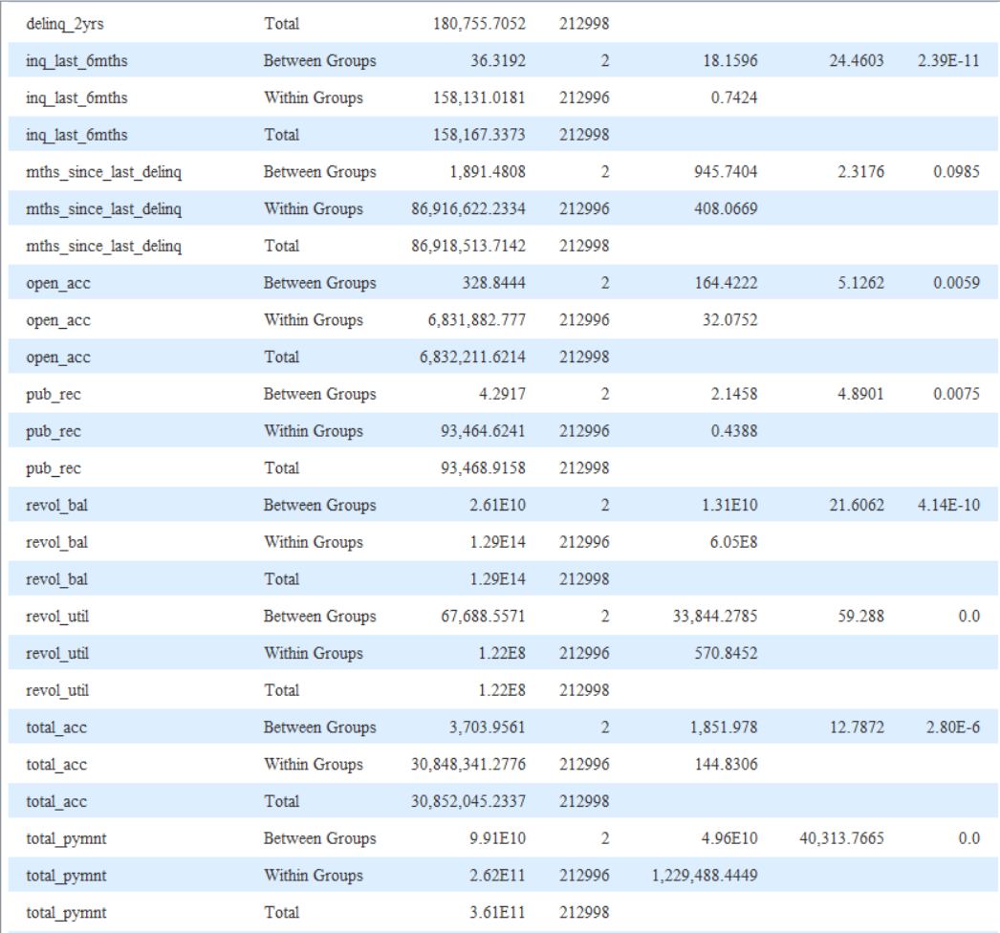 delinq_2yrs Total 180,755.7052 212998
inq_last_6mths Between Groups 36.3192 2 18.1596 24.4603 2.39E-11
inq_last_6mths Within Groups 158,131.0181 212996 0.7424
inq_last_6mths Total 158,167.3373 212998
mths_since_last_delinq Between Groups 1,891.4808 2 945.7404 2.3176 0.0985
mths_since_last_delinq Within Groups 86,916,622.2334 212996 408.0669
mths_since_last_delinq Total 86,918,513.7142 212998
open_acc Between Groups 328.8444 2 164.4222 5.1262 0.0059
open_acc Within Groups 6,831,882.777 212996 32.0752
open_acc Total 6,832,211.6214 212998
pub_rec Between Groups 4.2917 2 2.1458 4.8901 0.0075
pub_rec Within Groups 93,464.6241 212996 0.4388
pub_rec Total 93,468.9158 212998
revol_bal Between Groups 2.61E10 2 1.31E10 21.6062 4.14E-10
revol_bal Within Groups 1.29E14 212996 6.05E8
revol_bal Total 1.29E14 212998
revol_util Between Groups 67,688.5571 2 33,844.2785 59.288 0.0
revol_util Within Groups 1.22E8 212996 570.8452
revol_util Total 1.22E8 212998
total_acc Between Groups 3,703.9561 2 1,851.978 12.7872 2.80E-6
total_acc Within Groups 30,848,341.2776 212996 144.8306
total_acc Total 30,852,045.2337 212998
total_pymnt Between Groups 9.91E10 2 4.96E10 40,313.7665 0.0
total_pymnt Within Groups 2.62E11 212996 1,229,488.4449
total_pymnt Total 3.61E11 212998